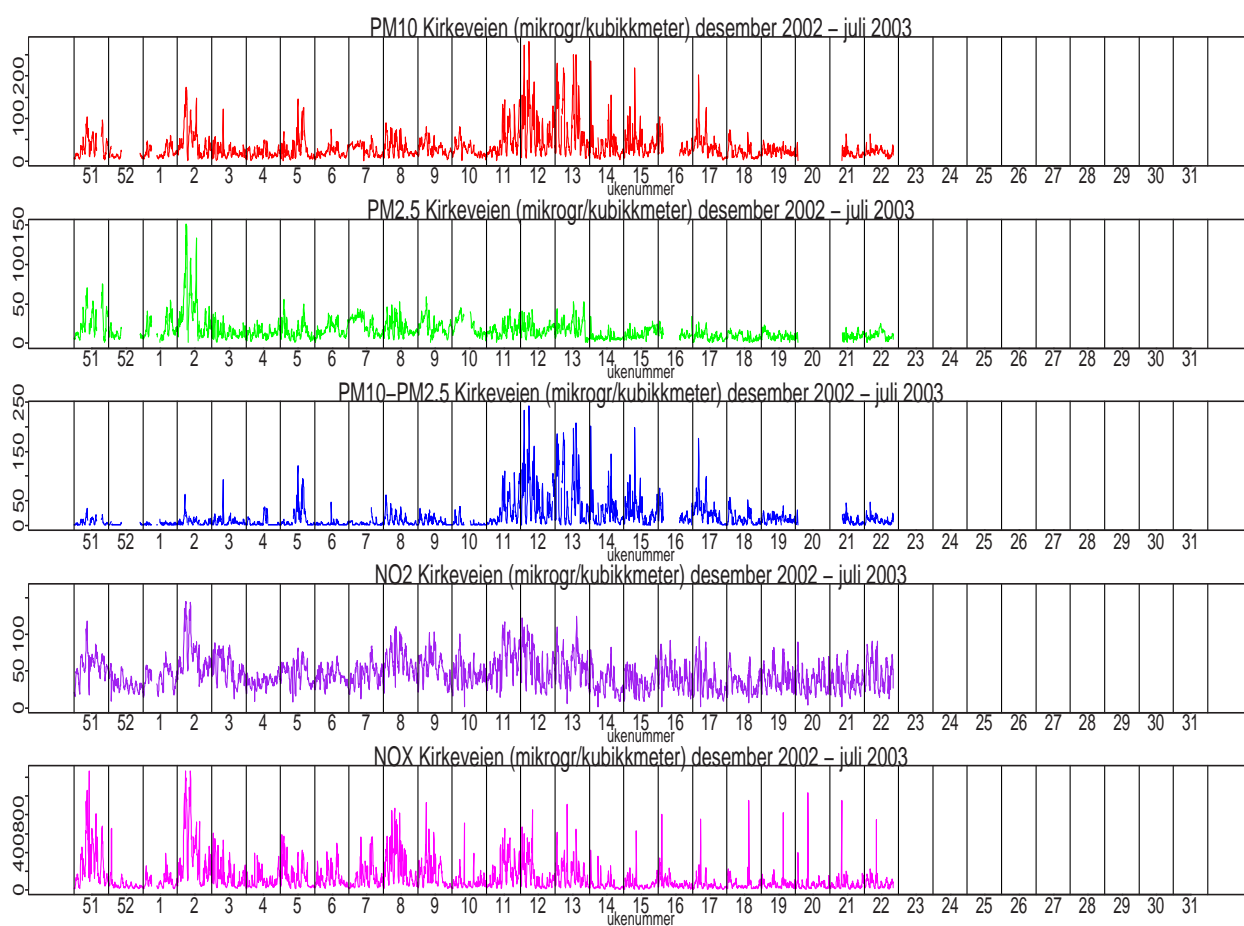 PM10 Kirkeveien (mikrogr/kubikkmeter) desember 2002 – juli 2003
0 100 200
51 52 1 2 3 4 5 6 7 8 9 10 11 12 13 14 15 16 17 18 19 20 21 22 23 24 25 26 27 28 29 30 31
ukenummer
PM2.5 Kirkeveien (mikrogr/kubikkmeter) desember 2002 – juli 2003
0 50 100 150
51 52 1 2 3 4 5 6 7 8 9 10 11 12 13 14 15 16 17 18 19 20 21 22 23 24 25 26 27 28 29 30 31
ukenummer
PM10–PM2.5 Kirkeveien (mikrogr/kubikkmeter) desember 2002 – juli 2003
0 50 150 250
51 52 1 2 3 4 5 6 7 8 9 10 11 12 13 14 15 16 17 18 19 20 21 22 23 24 25 26 27 28 29 30 31
ukenummer
NO2 Kirkeveien (mikrogr/kubikkmeter) desember 2002 – juli 2003
0 50 100
51 52 1 2 3 4 5 6 7 8 9 10 11 12 13 14 15 16 17 18 19 20 21 22 23 24 25 26 27 28 29 30 31
ukenummer
NOX Kirkeveien (mikrogr/kubikkmeter) desember 2002 – juli 2003
0 400 800
51 52 1 2 3 4 5 6 7 8 9 10 11 12 13 14 15 16 17 18 19 20 21 22 23 24 25 26 27 28 29 30 31
ukenummer